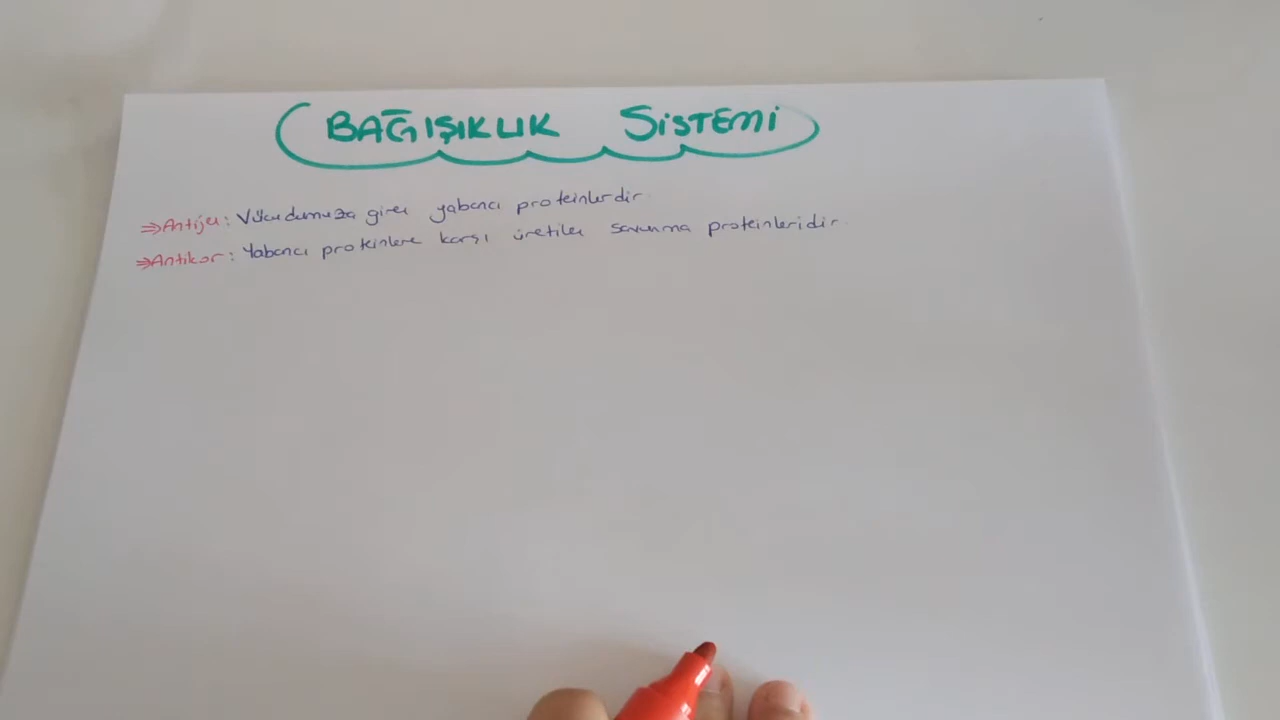 BAĞIŞIKLIK SİSTEMİ
⇒Antijen: Vücudumuza giren yabancı proteinlerdir.
⇒Antikor: Yabancı proteinlere karşı üretilen savunma proteinleridir.